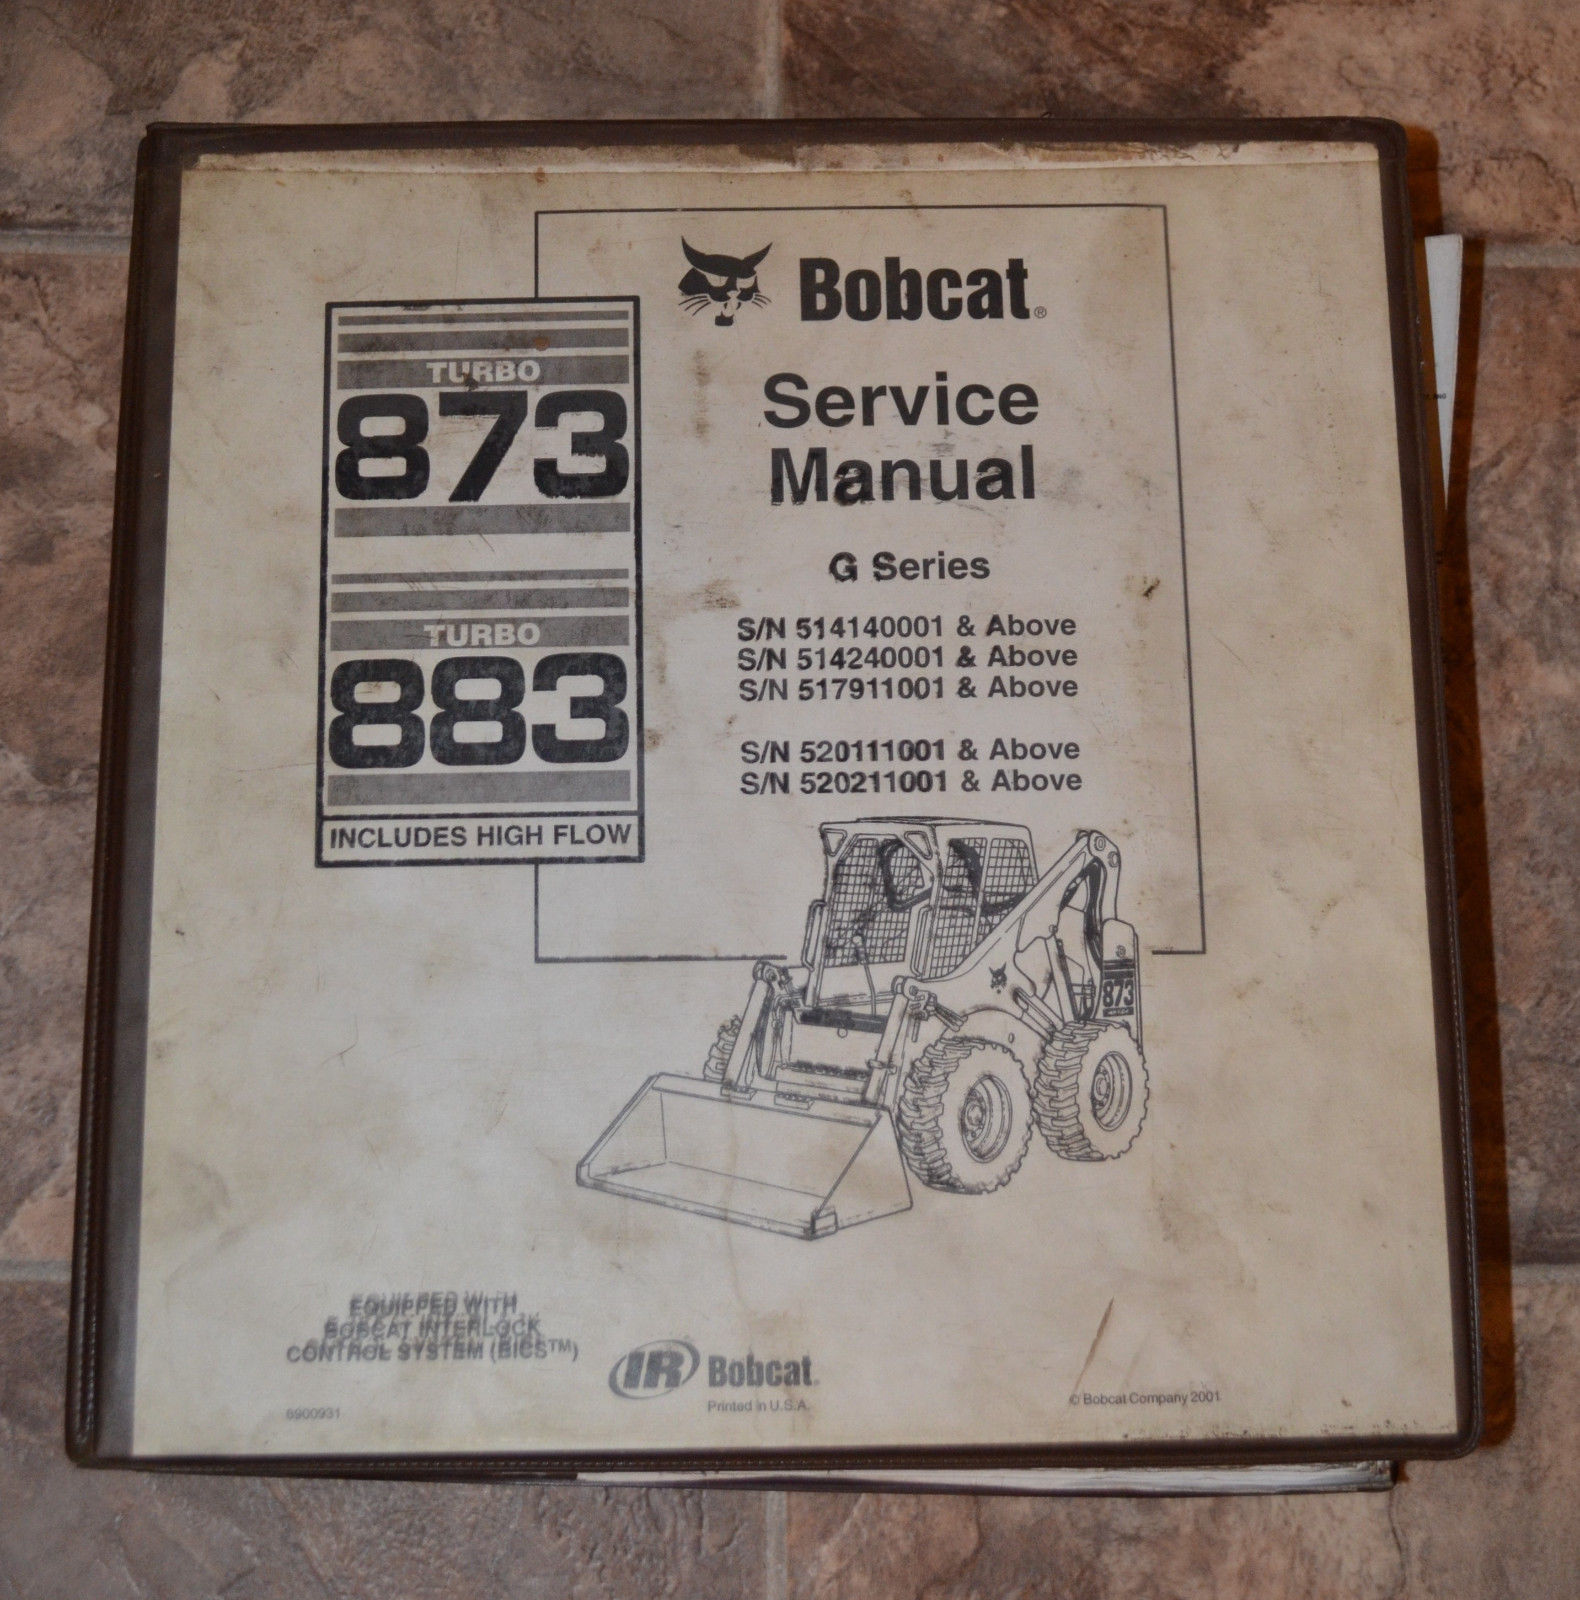 Bobcat®
TURBO
873
TURBO
883
INCLUDES HIGH FLOW
Service
Manual
G Series
S/N 514140001 & Above
S/N 514240001 & Above
S/N 517911001 & Above
S/N 520111001 & Above
S/N 520211001 & Above
873
EQUIPPED WITH
BOBCAT INTERLOCK
CONTROL SYSTEM (BICS™)
IR Bobcat®
Printed in U.S.A.
6900931
© Bobcat Company 2001